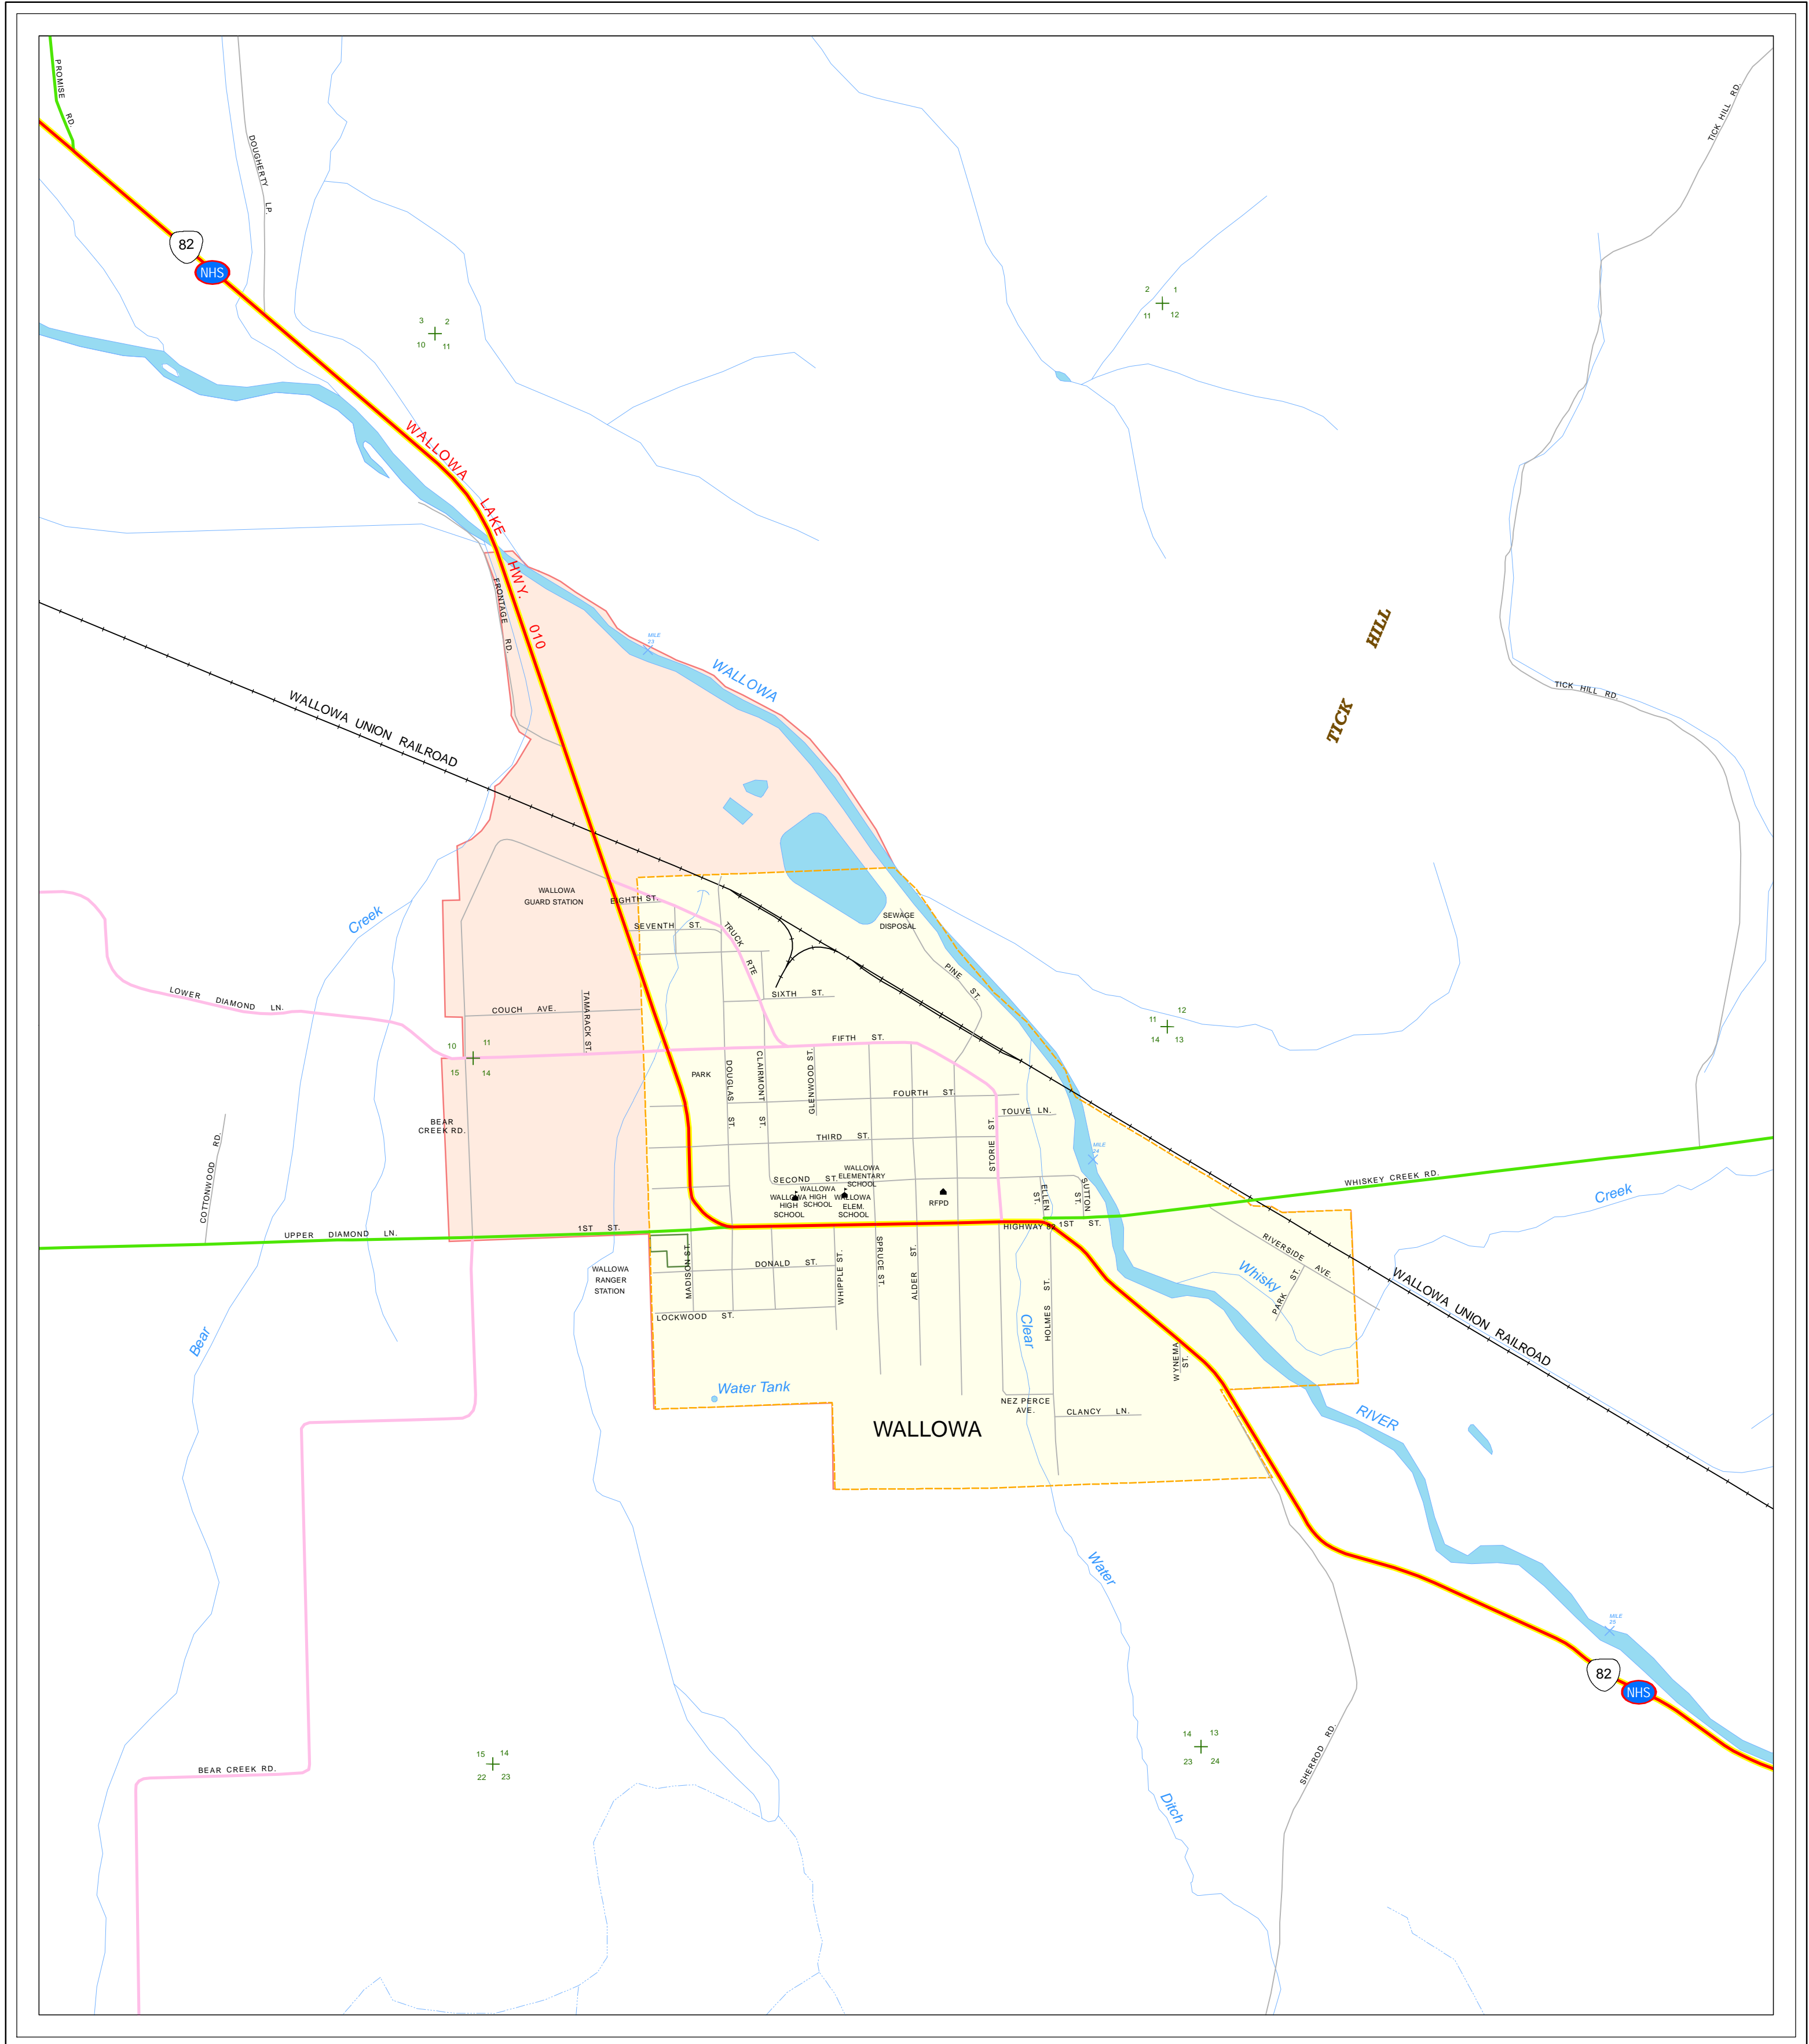 PROMISE RD.
DOUGHERTY LP.
TICK HILL RD.
82
NHS
3 2
10 11
2 1
11 12
WALLOWA LAKE HWY. 010
FRONTAGE RD.
MILE
23
WALLOWA
TICK HILL
TICK HILL RD
WALLOWA UNION RAILROAD
WALLOWA
GUARD STATION
EIGHTH ST.
SEVENTH ST.
TRUCK RTE
SEWAGE
DISPOSAL
PINE ST.
Creek
LOWER DIAMOND LN.
COUCH AVE.
TAMARACK ST.
SIXTH ST.
12
11
14 13
10 11
15 14
FIFTH ST.
PARK
DOUGLAS ST.
CLAIRMONT ST.
GLENWOOD ST.
FOURTH ST.
TOUVE LN.
BEAR
CREEK RD.
COTTONWOOD RD.
THIRD ST.
STORIE ST.
MILE
24
SECOND ST.
WALLOWA
ELEMENTARY
SCHOOL
WALLOWA
HIGH
SCHOOL
WALLOWA
HIGH
SCHOOL
WALLOWA
ELEM.
SCHOOL
RFPD
ELLEN ST.
SUTTON ST.
WHISKEY CREEK RD.
Creek
UPPER DIAMOND LN.
1ST ST.
HIGHWAY 82
1ST ST.
RIVERSIDE AVE.
WALLOWA
RANGER
STATION
MADISON ST.
DONALD ST.
WHIPPLE ST.
SPRUCE ST.
ALDER ST.
HOLMES ST.
Whisky
PARK ST.
WALLOWA UNION RAILROAD
LOCKWOOD ST.
Clear
Bear
WYNEMA
ST.
Water Tank
NEZ PERCE
AVE.
CLANCY LN.
RIVER
WALLOWA
Water
MILE
25
82
NHS
SHERROD RD.
14 13
23 24
15 14
22 23
BEAR CREEK RD.
Ditch